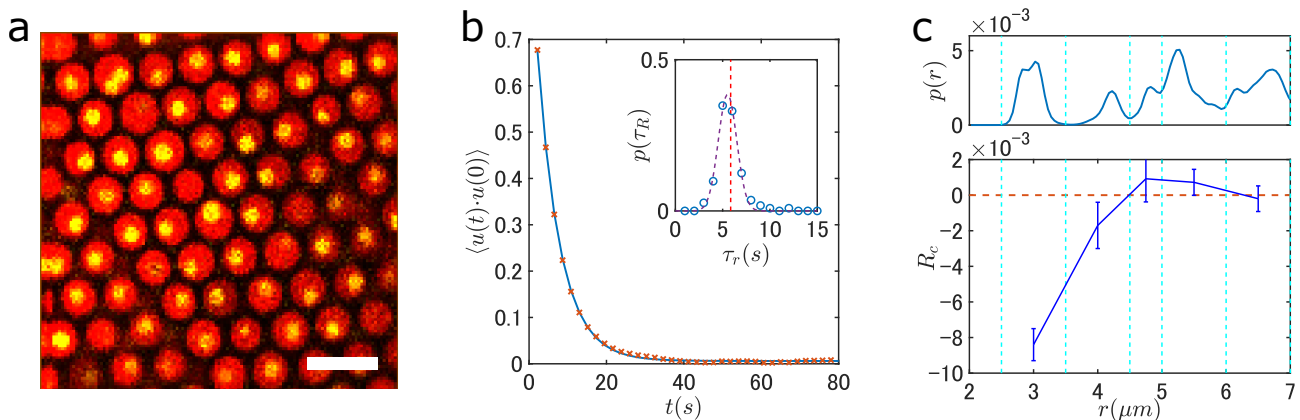 a
b
0.7
0.6
0.5
0.4
0.3
0.2
0.1
0
0 20 40 60 80
⟨u(t)·u(0)⟩
t(s)
0.5
0
0 5 10 15
p(τ_R)
τ_r(s)
c
×10⁻³
5
0
p(r)
×10⁻³
2
0
-2
-4
-6
-8
-10
R_c
2 3 4 5 6 7
r(μm)